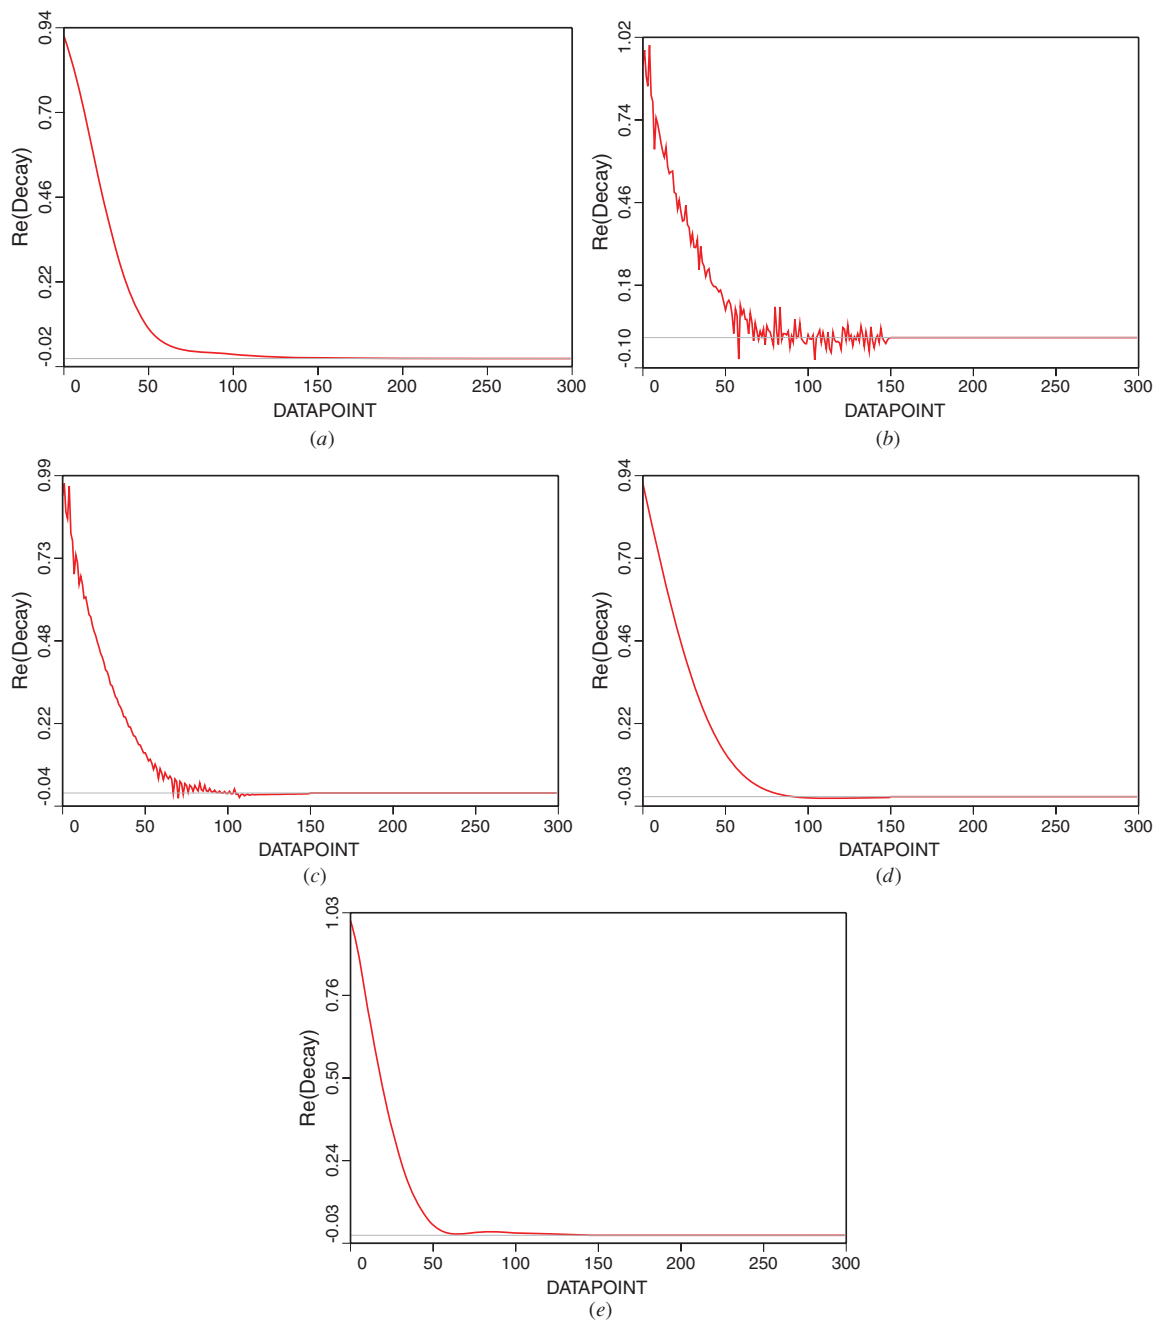 0.94
0.70
0.46
0.22
-0.02
Re(Decay)
0 50 100 150 200 250 300
DATAPOINT
(a)
1.02
0.74
0.46
0.18
-0.10
Re(Decay)
0 50 100 150 200 250 300
DATAPOINT
(b)
0.99
0.73
0.48
0.22
-0.04
Re(Decay)
0 50 100 150 200 250 300
DATAPOINT
(c)
0.94
0.70
0.46
0.22
-0.03
Re(Decay)
0 50 100 150 200 250 300
DATAPOINT
(d)
1.03
0.76
0.50
0.24
-0.03
Re(Decay)
0 50 100 150 200 250 300
DATAPOINT
(e)